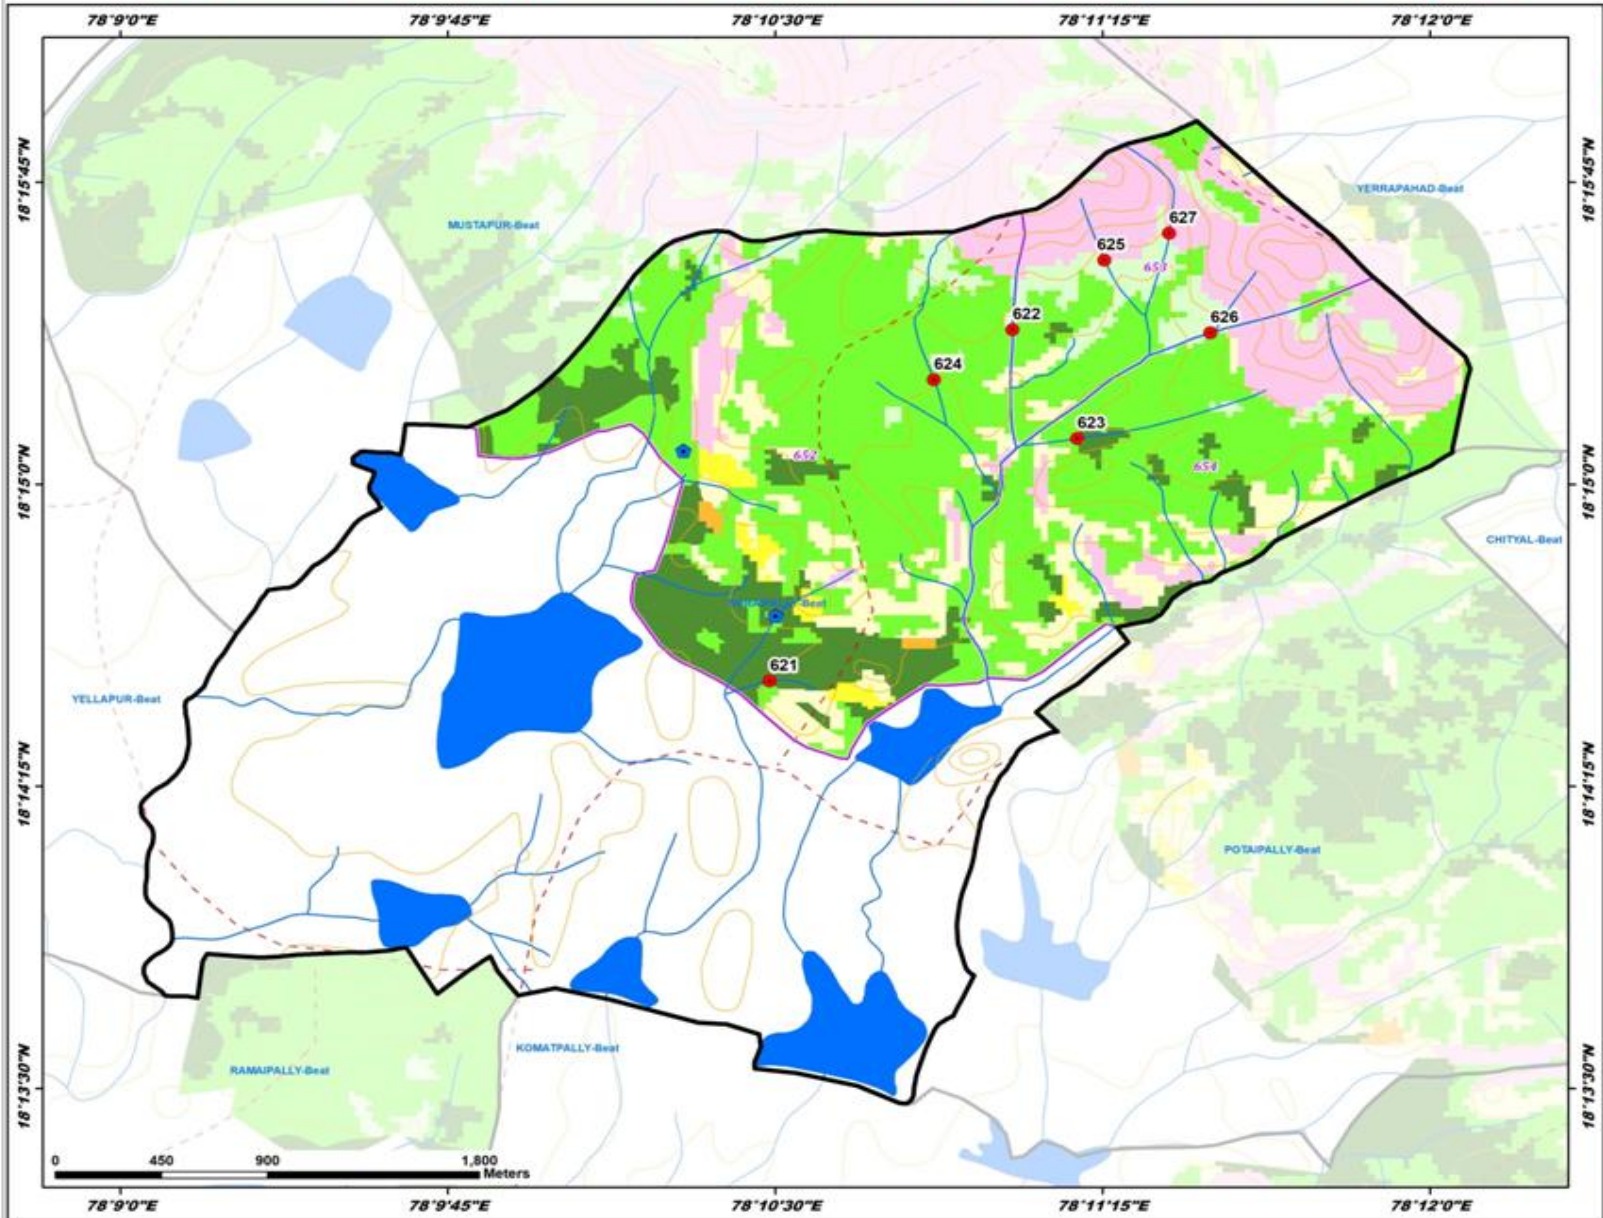 78°9'0"E 78°9'45"E 78°10'30"E 78°11'15"E 78°12'0"E
18°15'45"N 18°15'45"N
YERRAPAHAD-Beat
MUSTAPUR-Beat
627
625
653
622
626
624
623
652
654
18°15'0"N 18°15'0"N
CHITYAL-Beat
-Beat
621
YELLAPUR-Beat
18°14'15"N 18°14'15"N
POTAIPALLY-Beat
KOMATPALLY-Beat
RAMAIPALLY-Beat
18°13'30"N 18°13'30"N
0 450 900 1,800
Meters
78°9'0"E 78°9'45"E 78°10'30"E 78°11'15"E 78°12'0"E